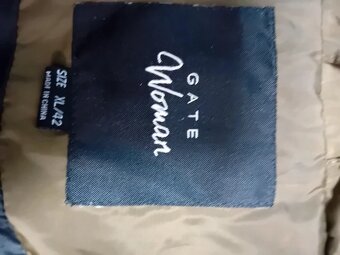 GATE
Woman
SIZE XL/42
MADE IN CHINA